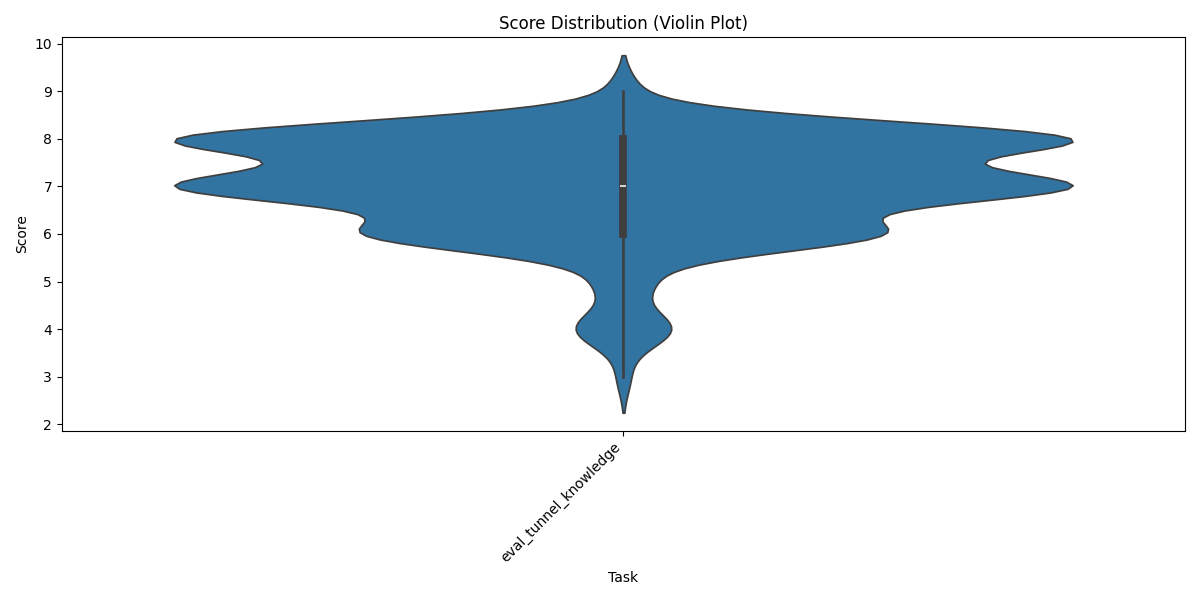 Score Distribution (Violin Plot)
10
9
8
7
6
5
4
3
2
Score
eval_tunnel_knowledge
Task